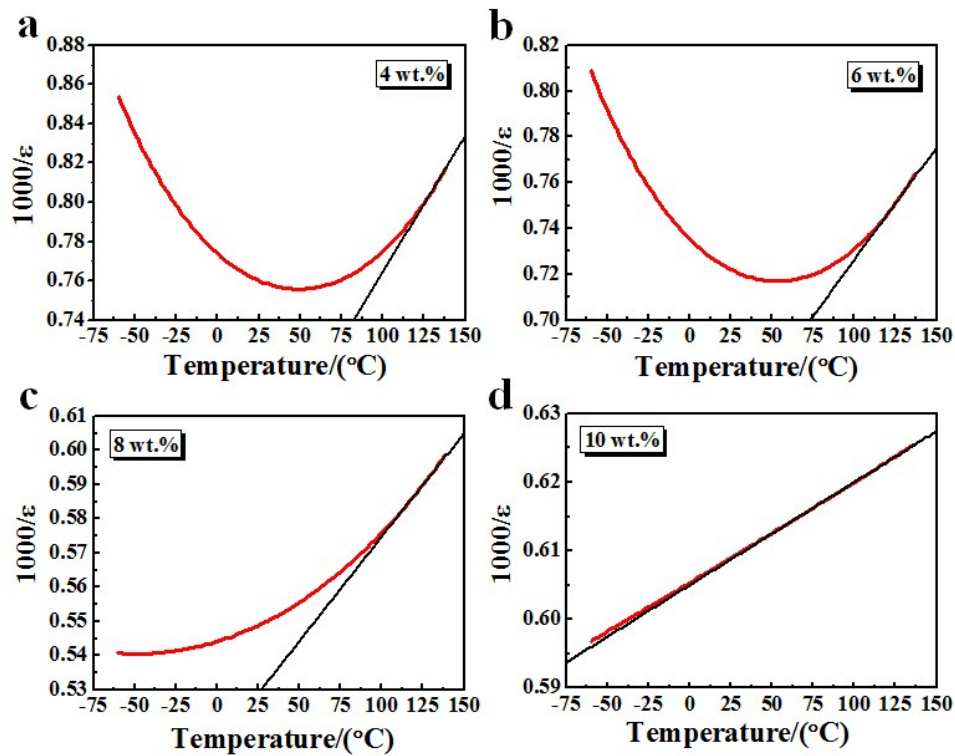 a
b
0.88
0.86
0.84
0.82
0.80
0.78
0.76
0.74
1000/ε
4 wt.%
-75 -50 -25 0 25 50 75 100 125 150
Temperature/(°C)
0.82
0.80
0.78
0.76
0.74
0.72
0.70
1000/ε
6 wt.%
-75 -50 -25 0 25 50 75 100 125 150
Temperature/(°C)
c
d
0.61
0.60
0.59
0.58
0.57
0.56
0.55
0.54
0.53
1000/ε
8 wt.%
-75 -50 -25 0 25 50 75 100 125 150
Temperature/(°C)
0.63
0.62
0.61
0.60
0.59
1000/ε
10 wt.%
-75 -50 -25 0 25 50 75 100 125 150
Temperature/(°C)